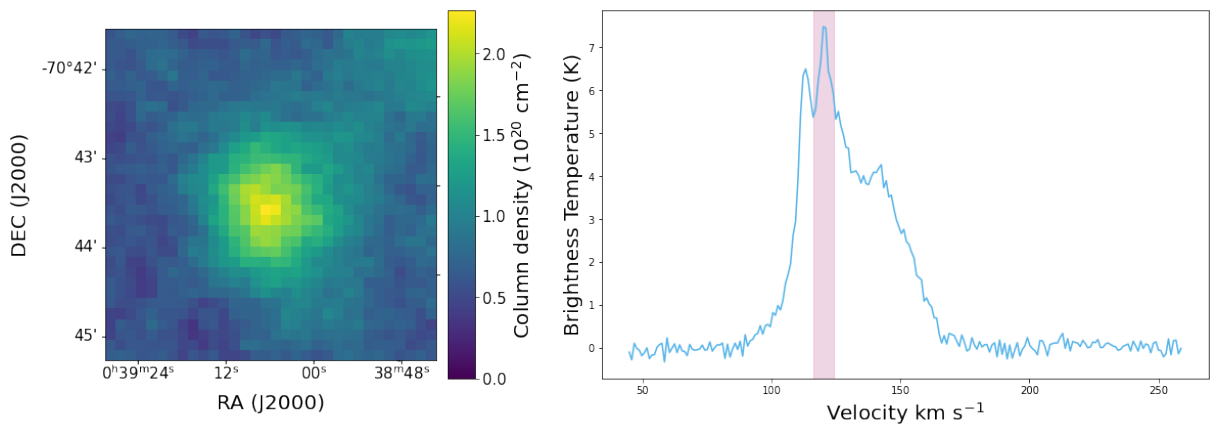 DEC (J2000)
-70°42'
43'
44'
45'
0ʰ39ᵐ24ˢ
12ˢ
00ˢ
38ᵐ48ˢ
RA (J2000)
2.0
1.5
1.0
0.5
0.0
Column density (10²⁰ cm⁻²)
Brightness Temperature (K)
7
6
5
4
3
2
1
0
50
100
150
200
250
Velocity km s⁻¹